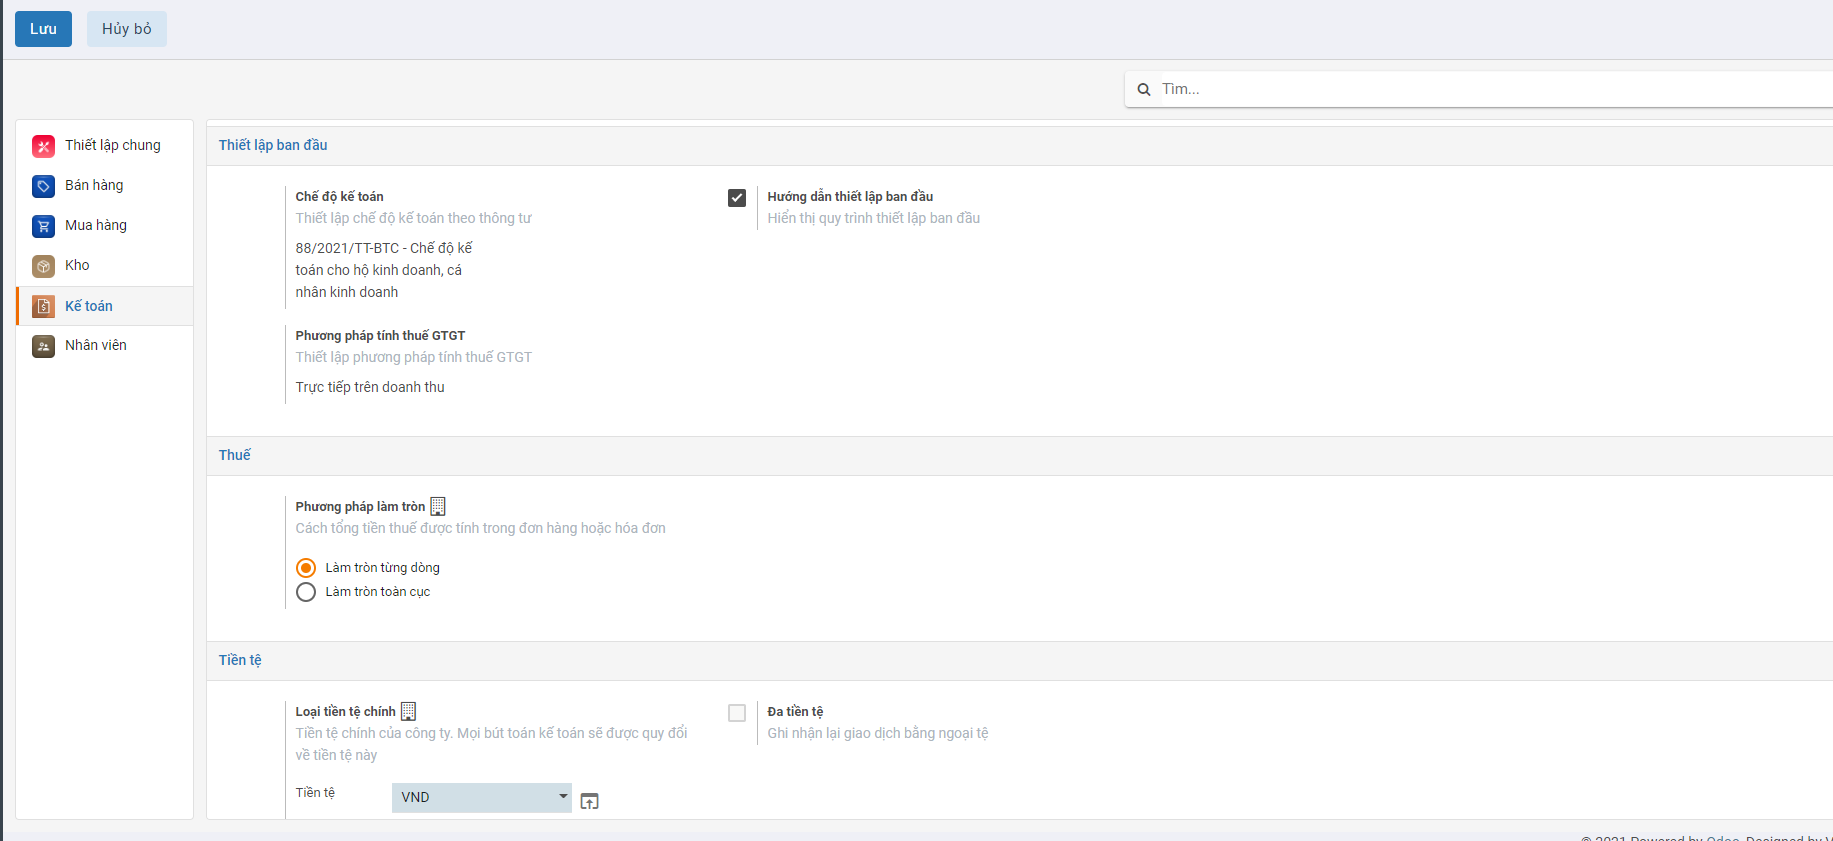 Lưu
Hủy bỏ
Tìm...
Thiết lập chung
Bán hàng
Mua hàng
Kho
Kế toán
Nhân viên
Thiết lập ban đầu
Chế độ kế toán
Thiết lập chế độ kế toán theo thông tư
88/2021/TT-BTC - Chế độ kế
toán cho hộ kinh doanh, cá
nhân kinh doanh
Hướng dẫn thiết lập ban đầu
Hiển thị quy trình thiết lập ban đầu
Phương pháp tính thuế GTGT
Thiết lập phương pháp tính thuế GTGT
Trực tiếp trên doanh thu
Thuế
Phương pháp làm tròn
Cách tổng tiền thuế được tính trong đơn hàng hoặc hóa đơn
Làm tròn từng dòng
Làm tròn toàn cục
Tiền tệ
Loại tiền tệ chính
Tiền tệ chính của công ty. Mọi bút toán kế toán sẽ được quy đổi
về tiền tệ này
Tiền tệ
VND
Đa tiền tệ
Ghi nhận lại giao dịch bằng ngoại tệ
© 2021 Powered by Odoo. Designed by V